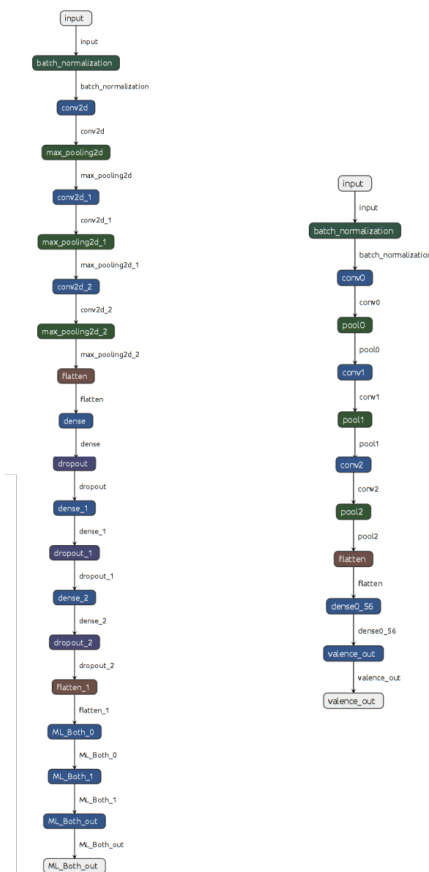 input
input
batch_normalization
batch_normalization
conv2d
conv2d
max_pooling2d
max_pooling2d
conv2d_1
conv2d_1
max_pooling2d_1
max_pooling2d_1
conv2d_2
conv2d_2
max_pooling2d_2
max_pooling2d_2
flatten
flatten
dense
dense
dropout
dropout
dense_1
dense_1
dropout_1
dropout_1
dense_2
dense_2
dropout_2
dropout_2
flatten_1
flatten_1
ML_Both_0
ML_Both_0
ML_Both_1
ML_Both_1
ML_Both_out
ML_Both_out
ML_Both_out
input
input
batch_normalization
batch_normalization
conv0
conv0
pool0
pool0
conv1
conv1
pool1
pool1
conv2
conv2
pool2
pool2
flatten
flatten
dense0_56
dense0_56
valence_out
valence_out
valence_out